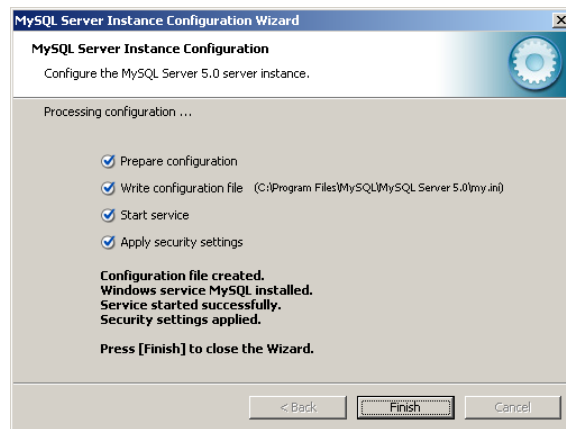 MySQL Server Instance Configuration Wizard
MySQL Server Instance Configuration
Configure the MySQL Server 5.0 server instance.
Processing configuration ...
Prepare configuration
Write configuration file (C:\Program Files\MySQL\MySQL Server 5.0\my.ini)
Start service
Apply security settings
Configuration file created.
Windows service MySQL installed.
Service started successfully.
Security settings applied.
Press [Finish] to close the Wizard.
< Back Finish Cancel